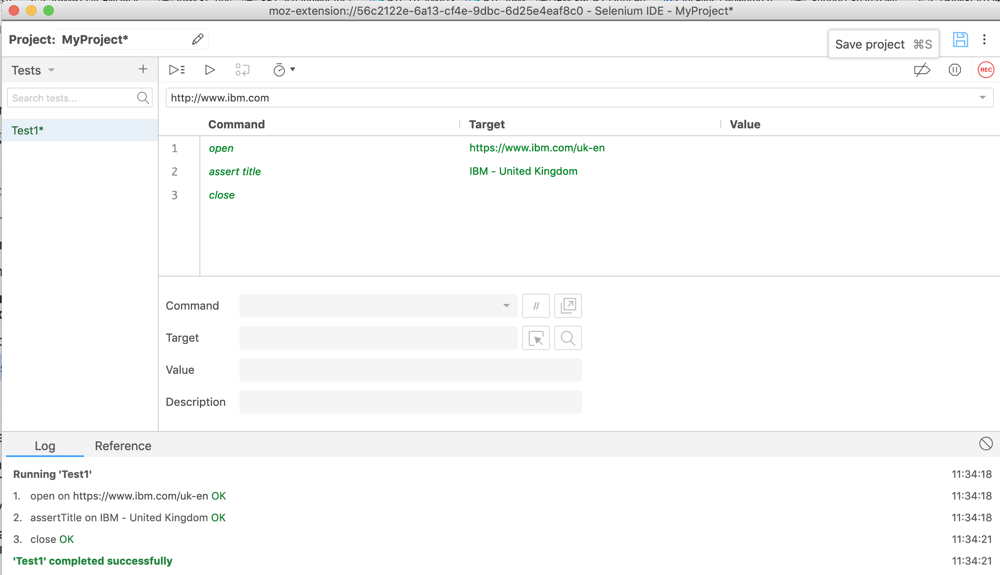 moz-extension://56c2122e-6a13-cf4e-9dbc-6d25e4eaf8c0 - Selenium IDE - MyProject*
Project: MyProject*
Save project ⌘S
Tests
REC
Search tests...
http://www.ibm.com
Command Target Value
Test1*
1 open https://www.ibm.com/uk-en
2 assert title IBM - United Kingdom
3 close
Command //
Target
Value
Description
Log Reference
Running 'Test1' 11:34:18
1. open on https://www.ibm.com/uk-en OK 11:34:18
2. assertTitle on IBM - United Kingdom OK 11:34:18
3. close OK 11:34:21
'Test1' completed successfully 11:34:21